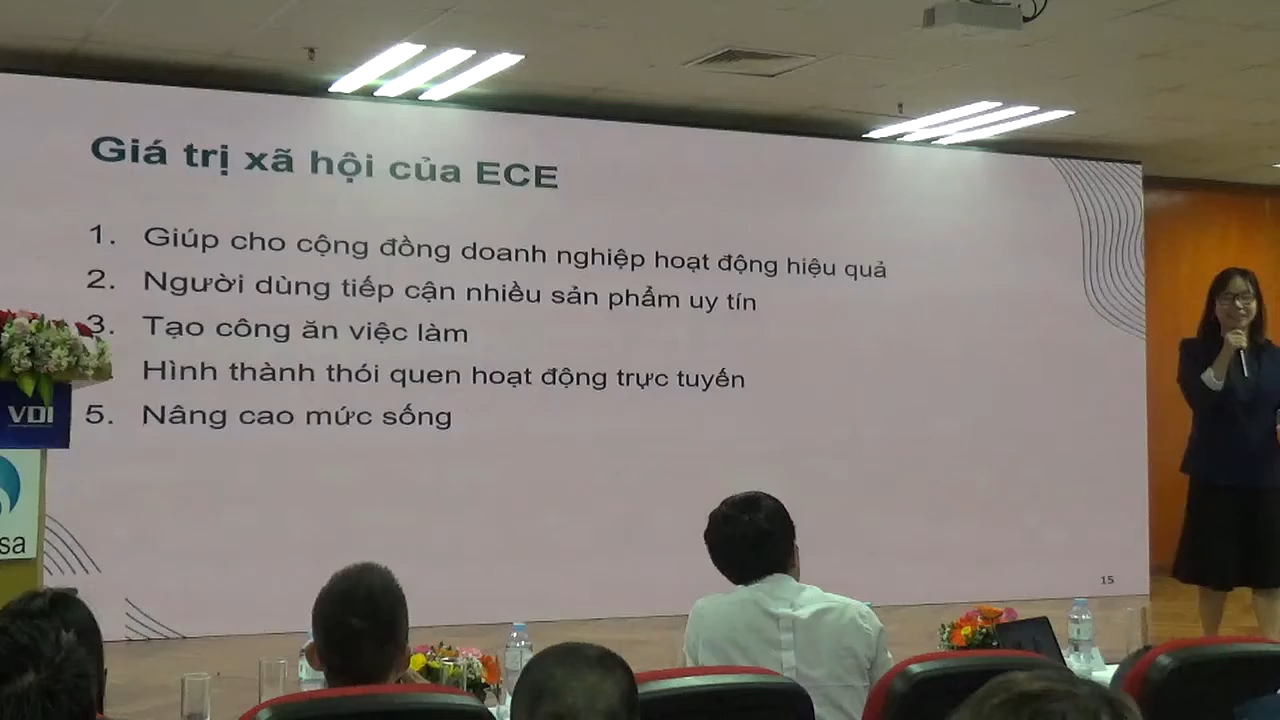 Giá trị xã hội của ECE
1. Giúp cho cộng đồng doanh nghiệp hoạt động hiệu quả
2. Người dùng tiếp cận nhiều sản phẩm uy tín
3. Tạo công ăn việc làm
Hình thành thói quen hoạt động trực tuyến
5. Nâng cao mức sống
VDI
sa
15